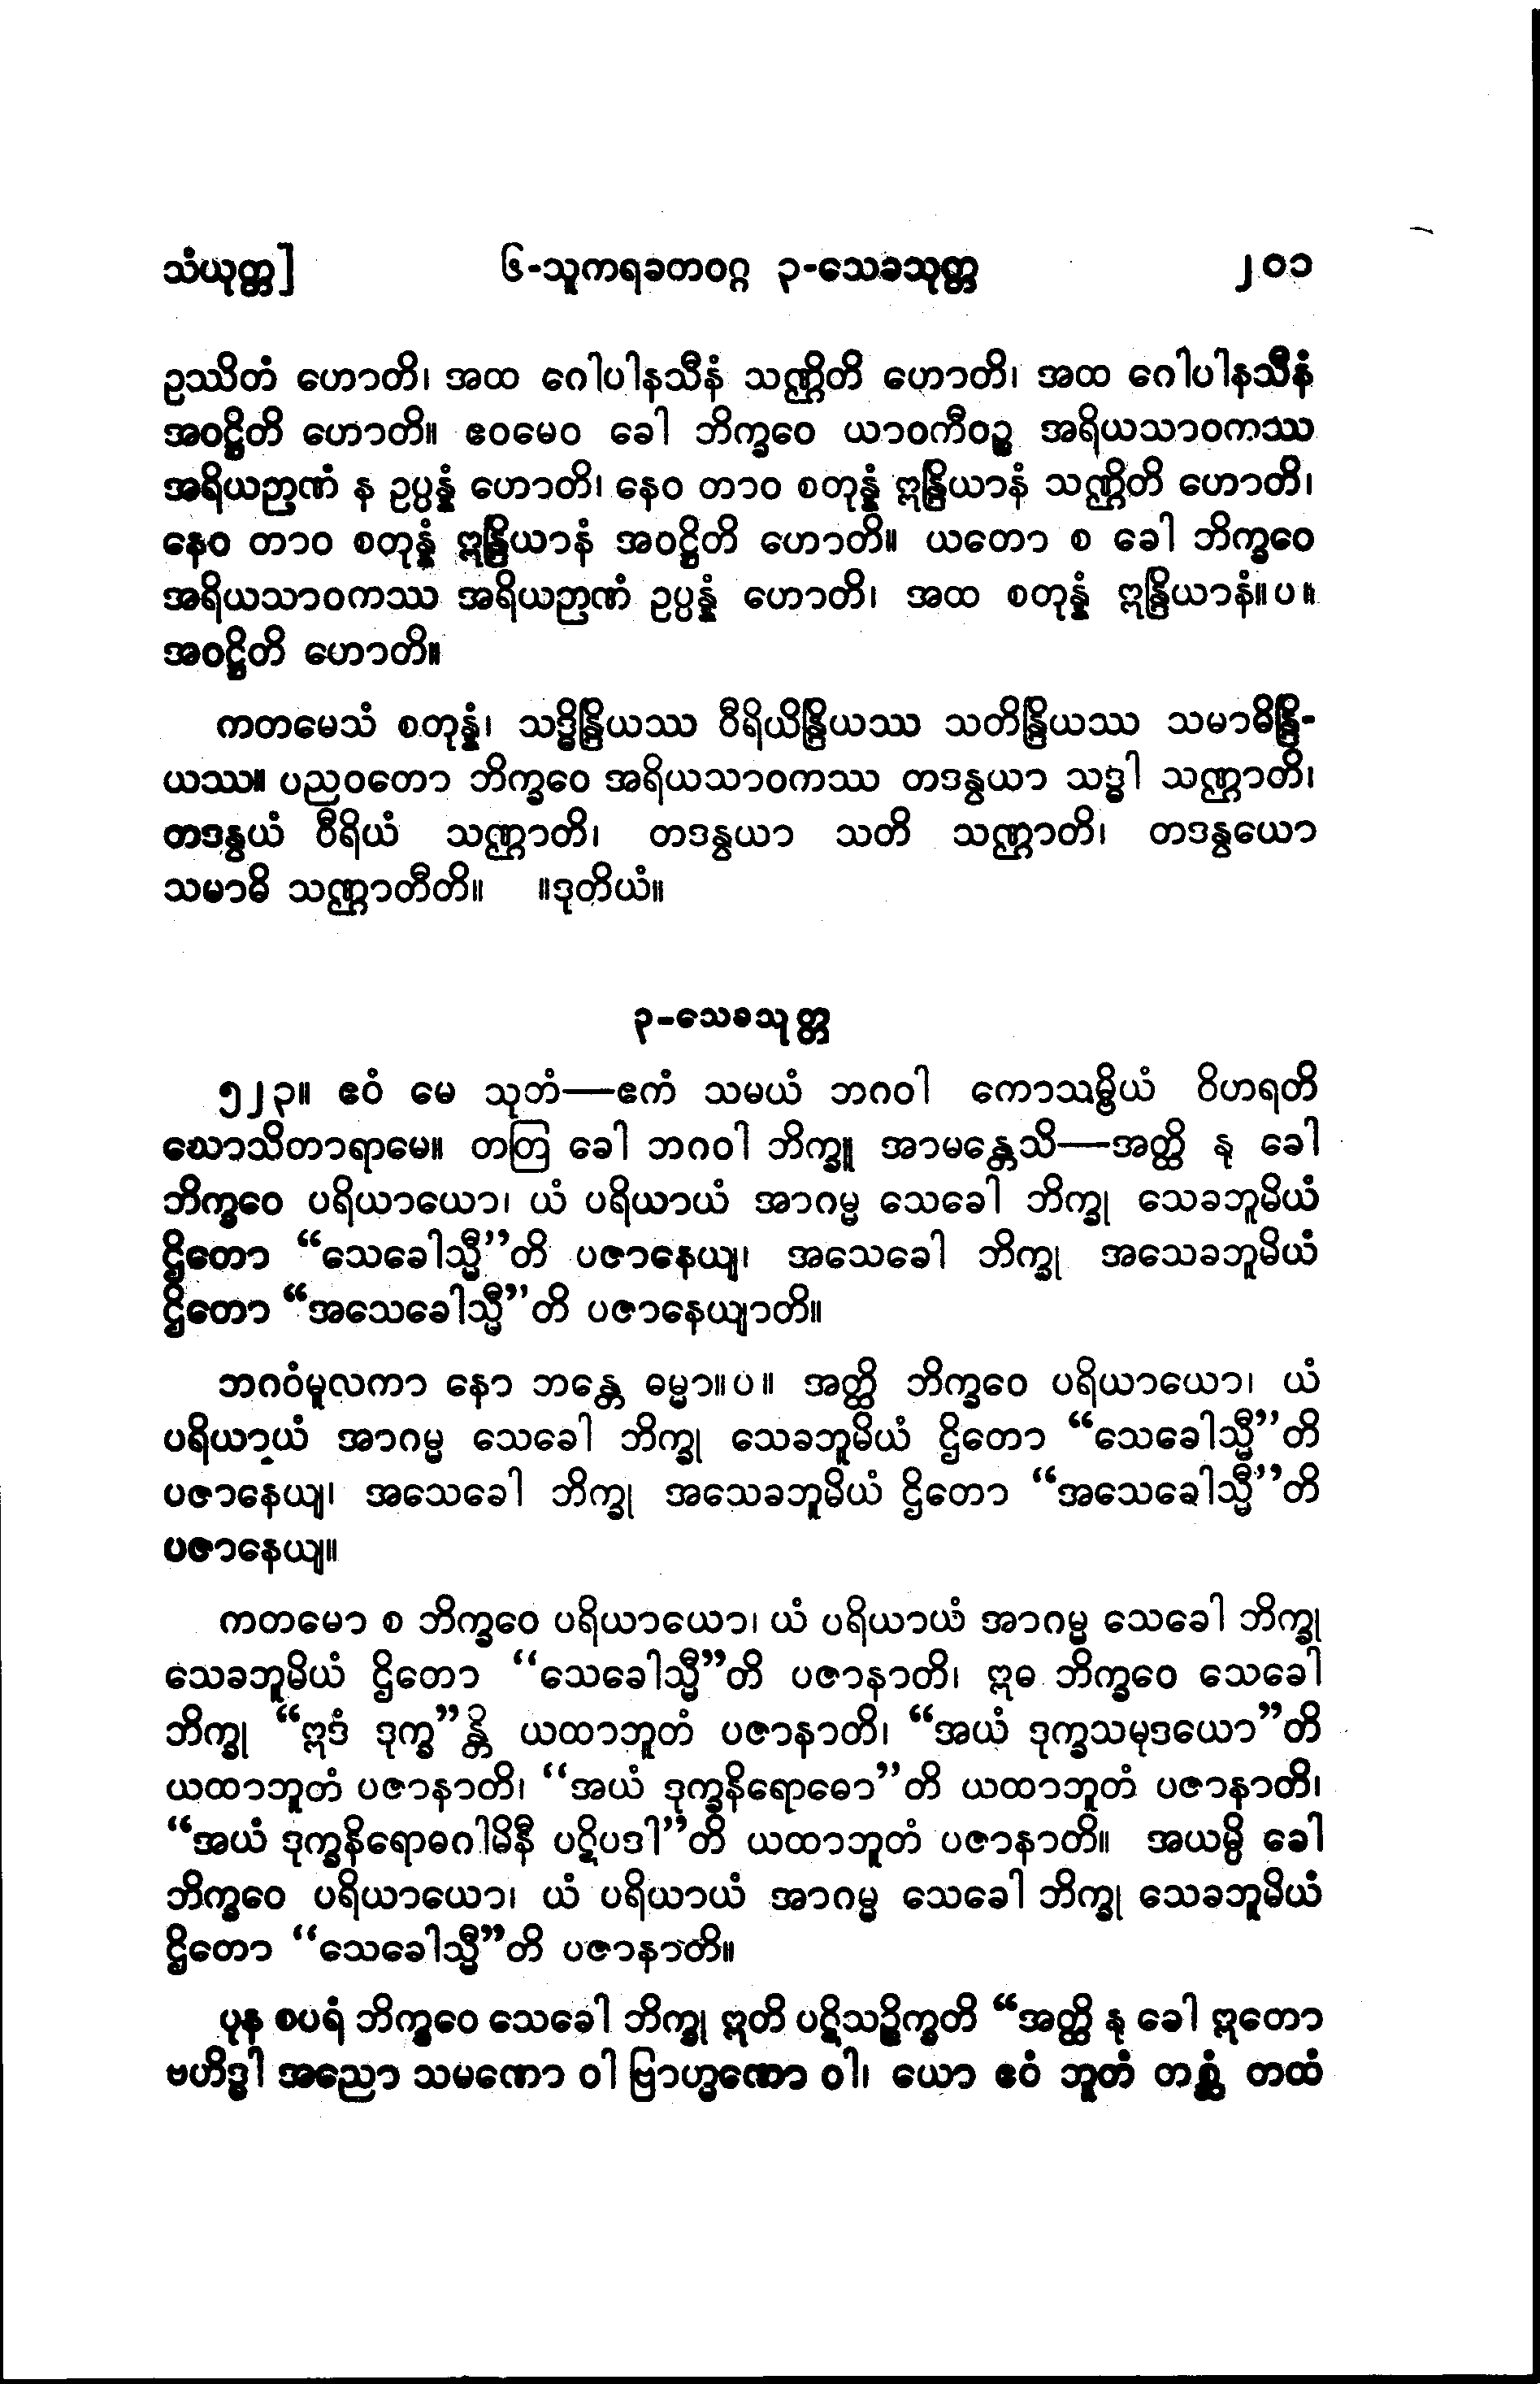 သံယုတ္တ] ၆-သူကရခတဝဂ္ဂ ၃-သေခသုတ္တ ၂၀၁
ဥဿိတံ ဟောတိ၊ အထ ဂေါပါနသီနံ သဏ္ဌိတိ ဟောတိ၊ အထ ဂေါပါနသီနံ
အဝဋ္ဌိတိ ဟောတိ။ ဧဝမေဝ ခေါ ဘိက္ခဝေ ယာဝကီဝဉ္စ အရိယသာဝကဿ
အရိယဉာဏံ န ဥပ္ပန္နံ ဟောတိ၊ နေဝ တာဝ စတုန္နံ ဣန္ဒြိယာနံ သဏ္ဌိတိ ဟောတိ၊
နေဝ တာဝ စတုန္နံ ဣန္ဒြိယာနံ အဝဋ္ဌိတိ ဟောတိ။ ယတော စ ခေါ ဘိက္ခဝေ
အရိယသာဝကဿ အရိယဉာဏံ ဥပ္ပန္နံ ဟောတိ၊ အထ စတုန္နံ ဣန္ဒြိယာနံ။ပ။
အဝဋ္ဌိတိ ဟောတိ။
ကတမေသံ စတုန္နံ၊ သဒ္ဓိန္ဒြိယဿ ဝီရိယိန္ဒြိယဿ သတိန္ဒြိယဿ သမာဓိန္ဒြိ-
ယဿ။ ပညဝတော ဘိက္ခဝေ အရိယသာဝကဿ တဒန္ဝယာ သဒ္ဓါ သဏ္ဌာတိ၊
တဒန္ဝယံ ဝီရိယံ သဏ္ဌာတိ၊ တဒန္ဝယာ သတိ သဏ္ဌာတိ၊ တဒန္ဝယော
သမာဓိ သဏ္ဌာတီတိ။ ။ဒုတိယံ။
၃-သေခသုတ္တ
၅၂၃။ ဧဝံ မေ သုတံ—ဧကံ သမယံ ဘဂဝါ ကောသမ္ဗိယံ ဝိဟရတိ
ဃောသိတာရာမေ။ တတြ ခေါ ဘဂဝါ ဘိက္ခူ အာမန္တေသိ—အတ္ထိ နု ခေါ
ဘိက္ခဝေ ပရိယာယော၊ ယံ ပရိယာယံ အာဂမ္မ သေခေါ ဘိက္ခု သေခဘူမိယံ
ဌိတော “သေခေါသ္မီ”တိ ပဇာနေယျ၊ အသေခေါ ဘိက္ခု အသေခဘူမိယံ
ဌိတော “အသေခေါသ္မီ”တိ ပဇာနေယျာတိ။
ဘဂဝံမူလကာ နော ဘန္တေ ဓမ္မာ။ပ။ အတ္ထိ ဘိက္ခဝေ ပရိယာယော၊ ယံ
ပရိယာယံ အာဂမ္မ သေခေါ ဘိက္ခု သေခဘူမိယံ ဌိတော “သေခေါသ္မီ”တိ
ပဇာနေယျ၊ အသေခေါ ဘိက္ခု အသေခဘူမိယံ ဌိတော “အသေခေါသ္မီ”တိ
ပဇာနေယျ။
ကတမော စ ဘိက္ခဝေ ပရိယာယော၊ ယံ ပရိယာယံ အာဂမ္မ သေခေါ ဘိက္ခု
သေခဘူမိယံ ဌိတော “သေခေါသ္မီ”တိ ပဇာနာတိ၊ ဣဓ ဘိက္ခဝေ သေခေါ
ဘိက္ခု “ဣဒံ ဒုက္ခ”န္တိ ယထာဘူတံ ပဇာနာတိ၊ “အယံ ဒုက္ခသမုဒယော”တိ
ယထာဘူတံ ပဇာနာတိ၊ “အယံ ဒုက္ခနိရောဓော”တိ ယထာဘူတံ ပဇာနာတိ၊
“အယံ ဒုက္ခနိရောဓဂါမိနီ ပဋိပဒါ”တိ ယထာဘူတံ ပဇာနာတိ။ အယမ္ပိ ခေါ
ဘိက္ခဝေ ပရိယာယော၊ ယံ ပရိယာယံ အာဂမ္မ သေခေါ ဘိက္ခု သေခဘူမိယံ
ဌိတော “သေခေါသ္မီ”တိ ပဇာနာတိ။
ပုန စပရံ ဘိက္ခဝေ သေခေါ ဘိက္ခု ဣတိ ပဋိသဉ္စိက္ခတိ “အတ္ထိ နု ခေါ ဣတော
ဗဟိဒ္ဓါ အညော သမဏော ဝါ ဗြာဟ္မဏော ဝါ၊ ယော ဧဝံ ဘူတံ တစ္ဆံ တထံ